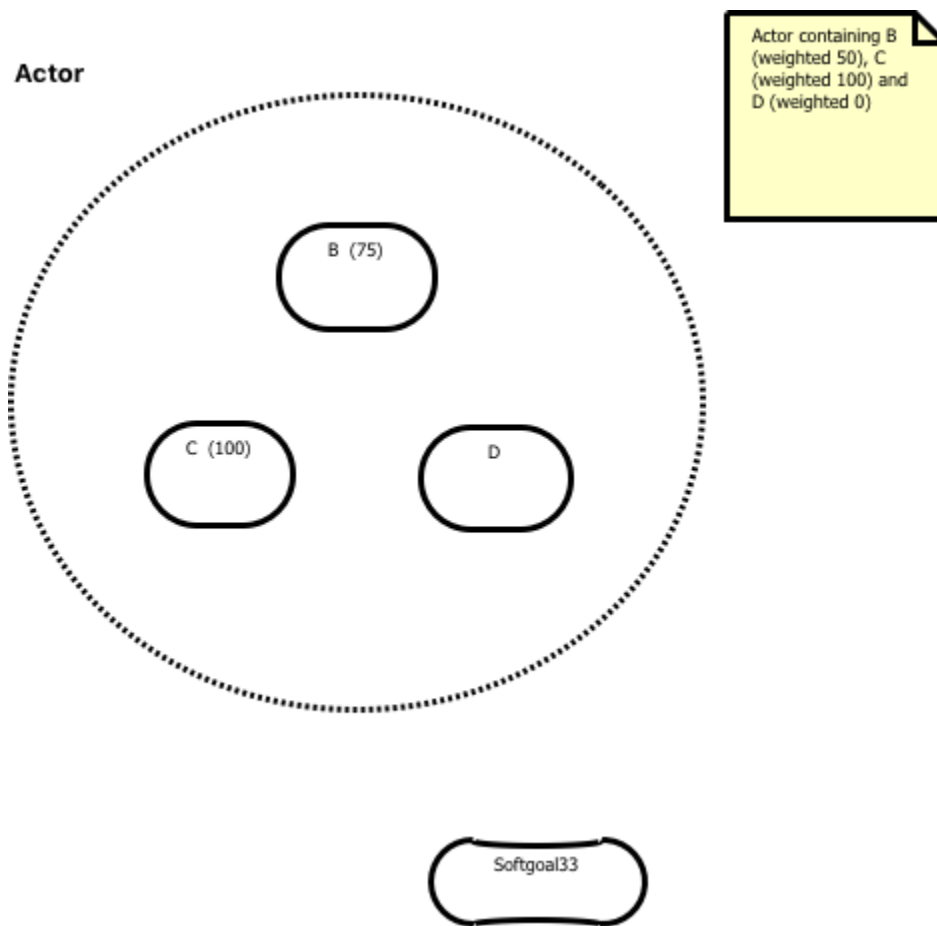 Actor containing B
(weighted 50), C
(weighted 100) and
D (weighted 0)
Actor
B (75)
C (100)
D
Softgoal33